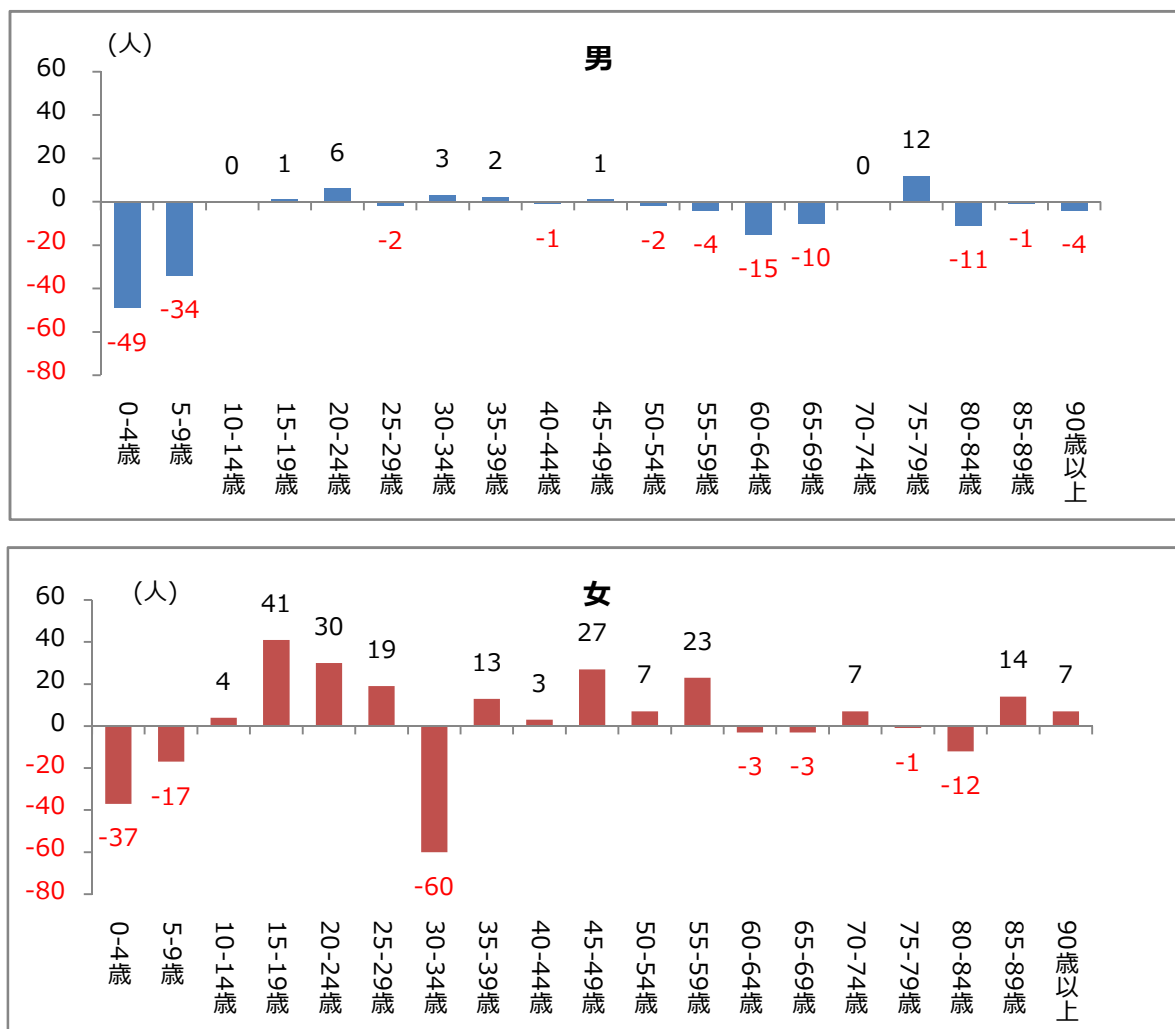 (人)
男
60
40
20
0
-20
-40
-60
-80
0 1 6 3 2 1 0 12
-49 -34 -2 -1 -2 -4 -15 -10 -11 -1 -4
0-4歳
5-9歳
10-14歳
15-19歳
20-24歳
25-29歳
30-34歳
35-39歳
40-44歳
45-49歳
50-54歳
55-59歳
60-64歳
65-69歳
70-74歳
75-79歳
80-84歳
85-89歳
90歳以上
(人)
女
60
40
20
0
-20
-40
-60
-80
4 41 30 19 13 3 27 7 23 7 14 7
-37 -17 -60 -3 -3 -1 -12
0-4歳
5-9歳
10-14歳
15-19歳
20-24歳
25-29歳
30-34歳
35-39歳
40-44歳
45-49歳
50-54歳
55-59歳
60-64歳
65-69歳
70-74歳
75-79歳
80-84歳
85-89歳
90歳以上